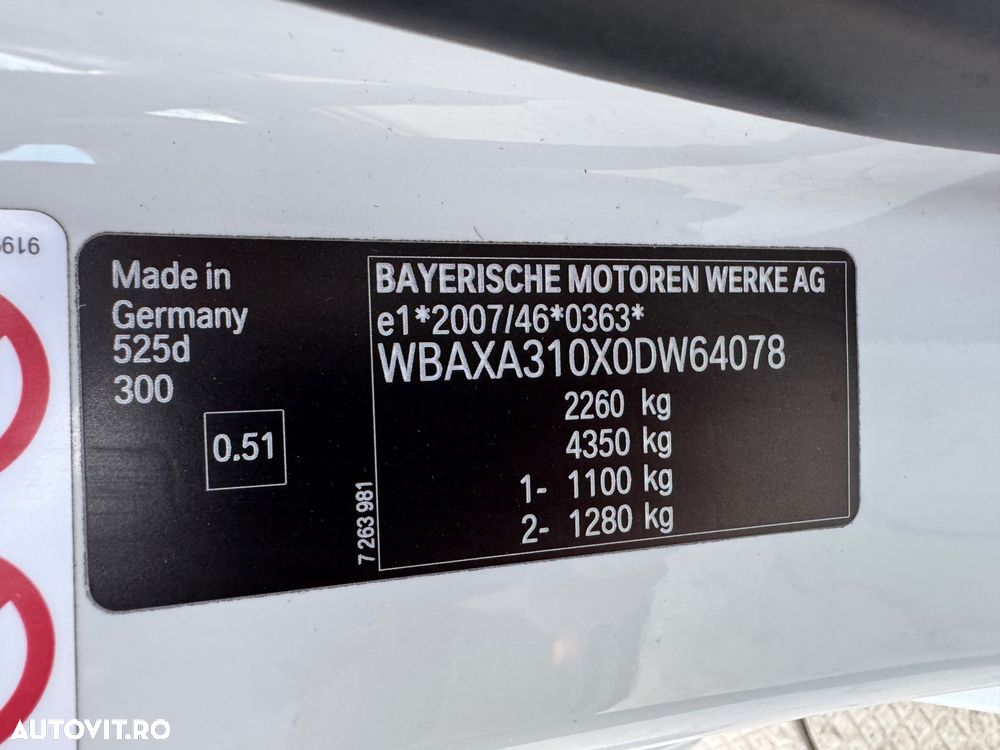 Made in
Germany
525d
300
0.51
7 263 981
BAYERISCHE MOTOREN WERKE AG
e1*2007/46*0363*
WBAXA310X0DW64078
2260 kg
4350 kg
1- 1100 kg
2- 1280 kg
AUTOVIT.RO